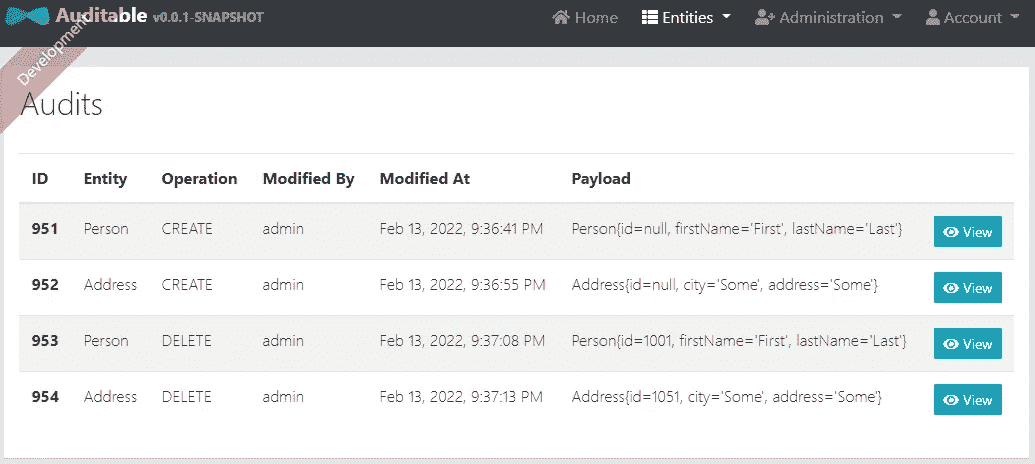 Auditable v0.0.1-SNAPSHOT Home Entities Administration Account
Development
Audits
ID Entity Operation Modified By Modified At Payload
951 Person CREATE admin Feb 13, 2022, 9:36:41 PM Person{id=null, firstName='First', lastName='Last'} View
952 Address CREATE admin Feb 13, 2022, 9:36:55 PM Address{id=null, city='Some', address='Some'} View
953 Person DELETE admin Feb 13, 2022, 9:37:08 PM Person{id=1001, firstName='First', lastName='Last'} View
954 Address DELETE admin Feb 13, 2022, 9:37:13 PM Address{id=1051, city='Some', address='Some'} View